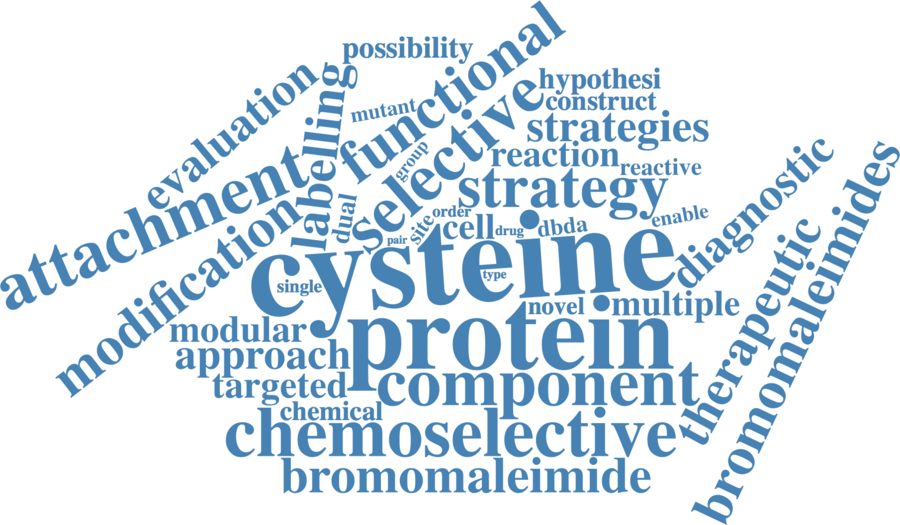 possibility
functional
evaluation
labelling
mutant
hypothesi
construct
selective
strategies
group
reaction
reactive
attachment
strategy
dual
modification
order
site
cell
drug
dbda
enable
pair
diagnostic
cysteine
type
single
novel
multiple
therapeutic
bromomaleimides
modular
protein
approach
targeted
component
chemical
chemoselective
bromomaleimide